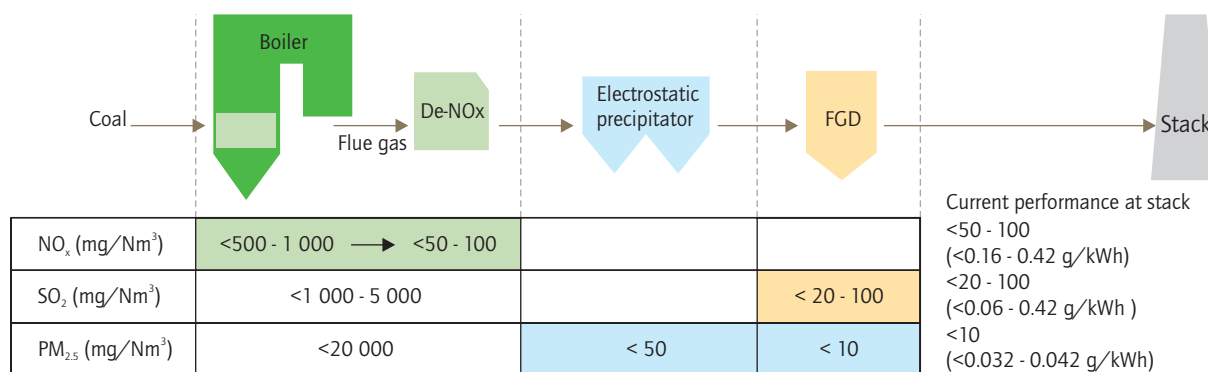 Boiler
Coal
Flue gas
De-NOx
Electrostatic
precipitator
FGD
Stack
NOₓ (mg/Nm³) <500 - 1 000 → <50 - 100
SO₂ (mg/Nm³) <1 000 - 5 000 < 20 - 100
PM₂.₅ (mg/Nm³) <20 000 < 50 < 10
Current performance at stack
<50 - 100
(<0.16 - 0.42 g/kWh)
<20 - 100
(<0.06 - 0.42 g/kWh )
<10
(<0.032 - 0.042 g/kWh)